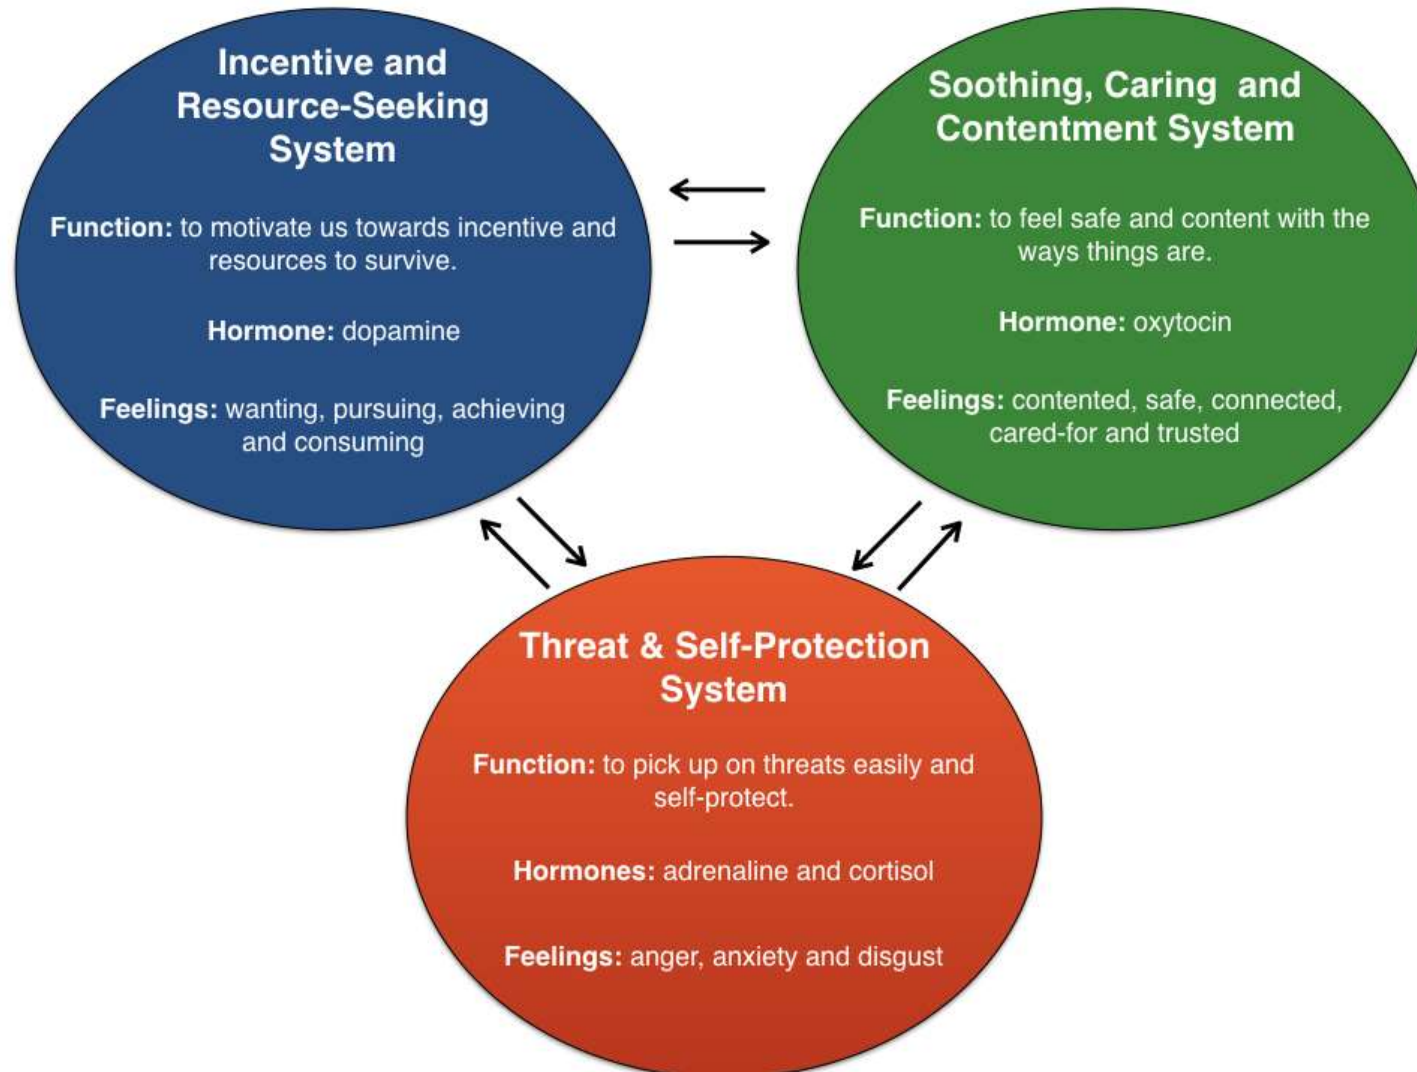 Incentive and
Resource-Seeking
System
Function: to motivate us towards incentive and
resources to survive.
Hormone: dopamine
Feelings: wanting, pursuing, achieving
and consuming
Soothing, Caring and
Contentment System
Function: to feel safe and content with the
ways things are.
Hormone: oxytocin
Feelings: contented, safe, connected,
cared-for and trusted
Threat & Self-Protection
System
Function: to pick up on threats easily and
self-protect.
Hormones: adrenaline and cortisol
Feelings: anger, anxiety and disgust